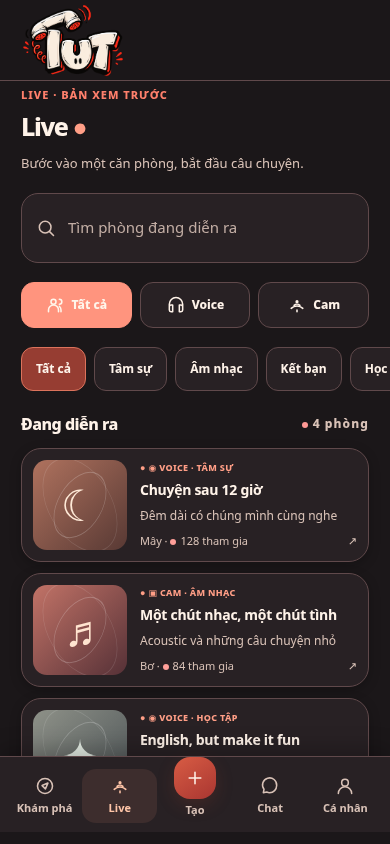 TUT
LIVE · BẢN XEM TRƯỚC
Live
Bước vào một căn phòng, bắt đầu câu chuyện.
Tìm phòng đang diễn ra
Tất cả
Voice
Cam
Tất cả
Tâm sự
Âm nhạc
Kết bạn
Học
Đang diễn ra
4 phòng
VOICE · TÂM SỰ
Chuyện sau 12 giờ
Đêm dài có chúng mình cùng nghe
Mây · 128 tham gia
CAM · ÂM NHẠC
Một chút nhạc, một chút tình
Acoustic và những câu chuyện nhỏ
Bơ · 84 tham gia
VOICE · HỌC TẬP
English, but make it fun
Khám phá
Live
Tạo
Chat
Cá nhân